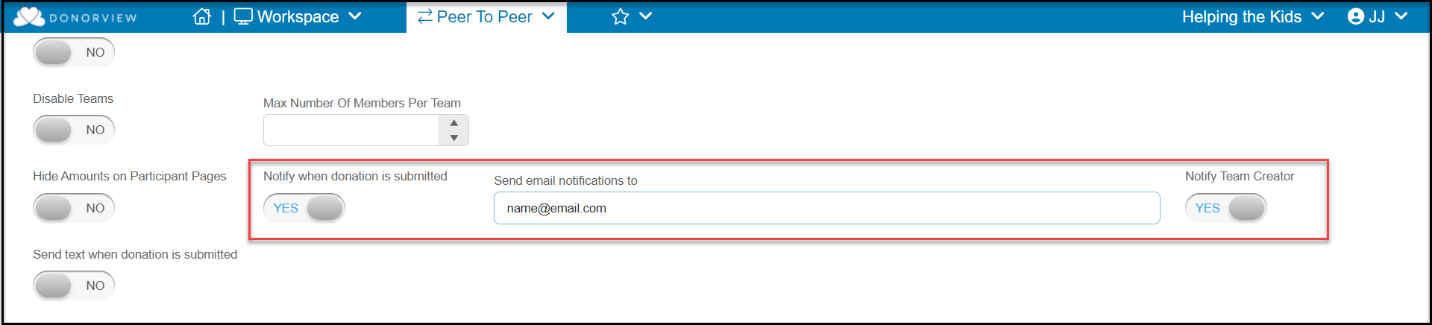 DONORVIEW | Workspace Peer To Peer Helping the Kids JJ
NO
Disable Teams Max Number Of Members Per Team
NO
Hide Amounts on Participant Pages Notify when donation is submitted Send email notifications to Notify Team Creator
NO YES name@email.com YES
Send text when donation is submitted
NO